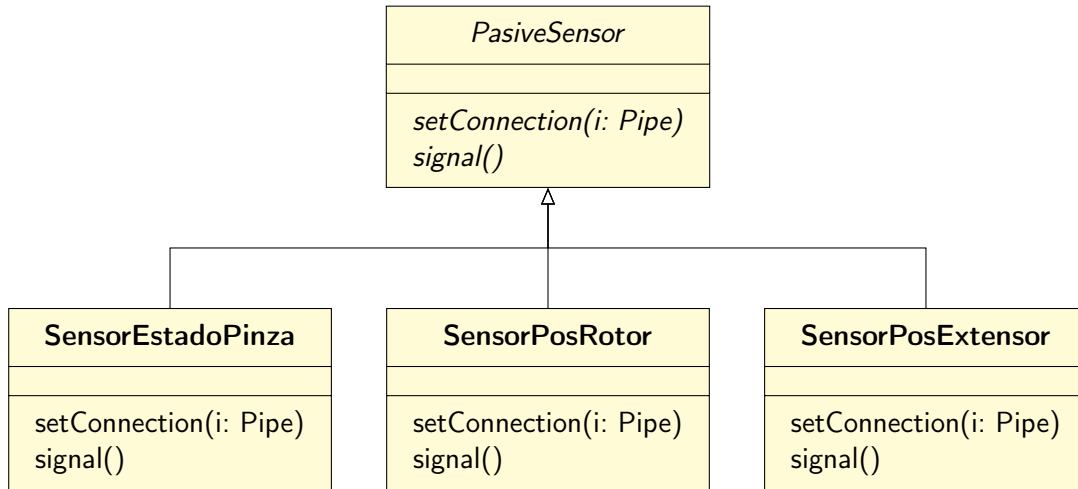 PasiveSensor
setConnection(i: Pipe)
signal()
SensorEstadoPinza
setConnection(i: Pipe)
signal()
SensorPosRotor
setConnection(i: Pipe)
signal()
SensorPosExtensor
setConnection(i: Pipe)
signal()